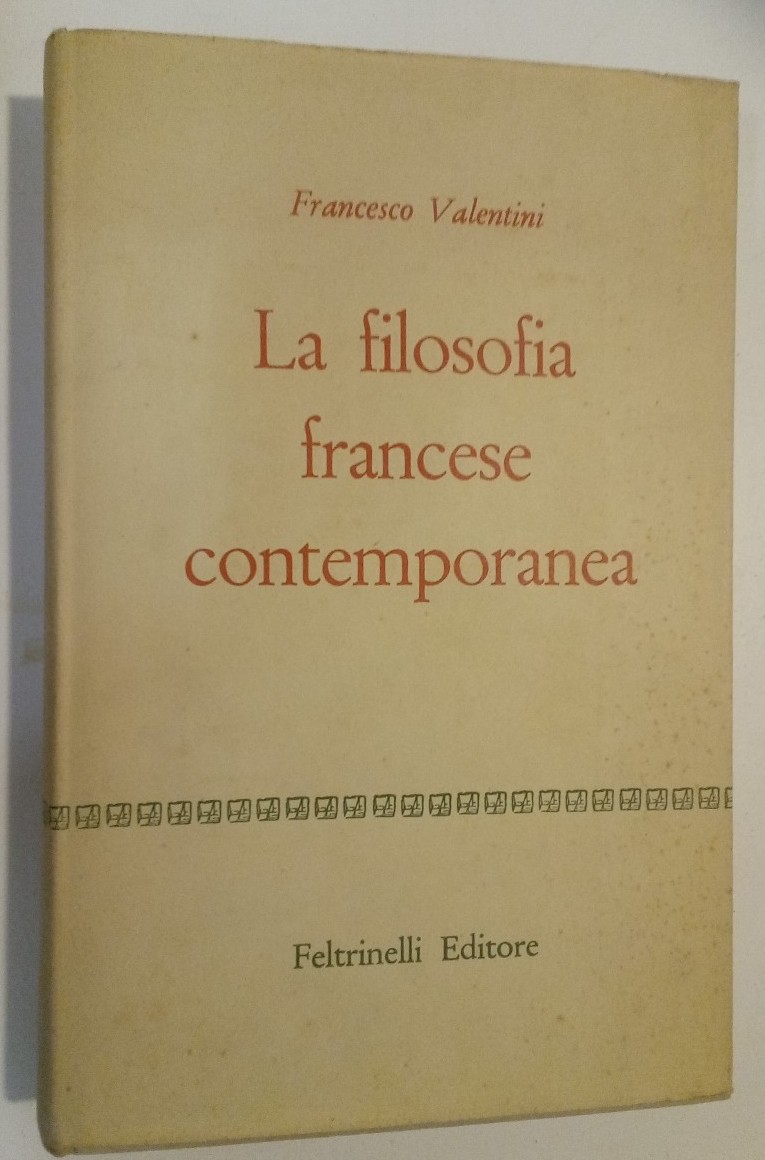 Francesco Valentini
La filosofia
francese
contemporanea
Feltrinelli Editore